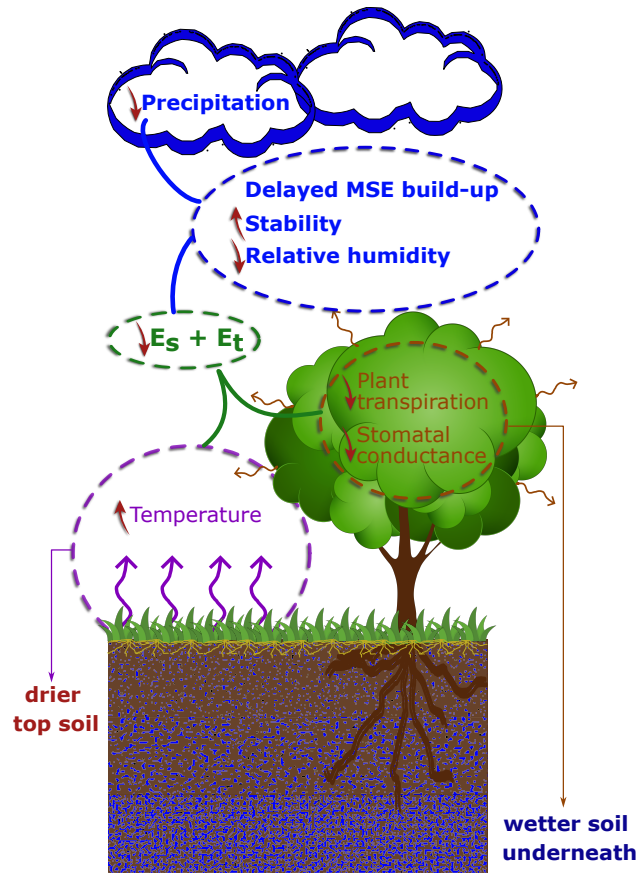 Precipitation
Delayed MSE build-up
Stability
Relative humidity
Es + Et
Plant
transpiration
Stomatal
conductance
Temperature
drier
top soil
wetter soil
underneath